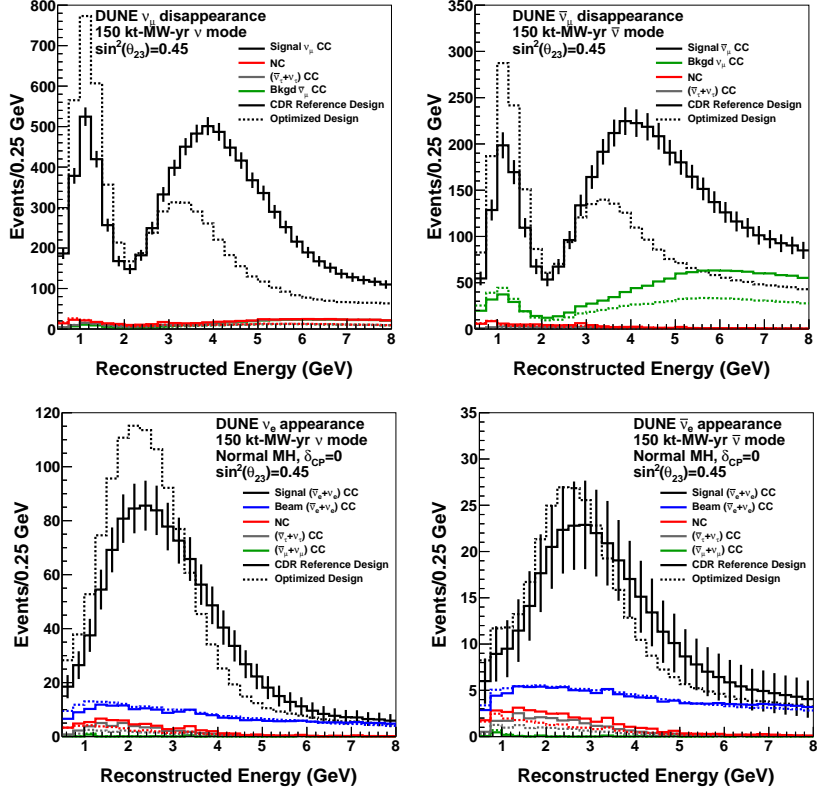 DUNE ν_μ disappearance
150 kt-MW-yr ν mode
sin²(θ₂₃)=0.45
Signal ν_μ CC
NC
(ν̅_τ+ν_τ) CC
Bkgd ν̅_μ CC
CDR Reference Design
Optimized Design
Events/0.25 GeV
0 100 200 300 400 500 600 700 800
1 2 3 4 5 6 7 8
Reconstructed Energy (GeV)
DUNE ν̅_μ disappearance
150 kt-MW-yr ν̅ mode
sin²(θ₂₃)=0.45
Signal ν̅_μ CC
Bkgd ν_μ CC
NC
(ν̅_τ+ν_τ) CC
CDR Reference Design
Optimized Design
Events/0.25 GeV
0 50 100 150 200 250 300 350
1 2 3 4 5 6 7 8
Reconstructed Energy (GeV)
DUNE ν_e appearance
150 kt-MW-yr ν mode
Normal MH, δ_CP=0
sin²(θ₂₃)=0.45
Signal (ν̅_e+ν_e) CC
Beam (ν̅_e+ν_e) CC
NC
(ν̅_τ+ν_τ) CC
(ν̅_μ+ν_μ) CC
CDR Reference Design
Optimized Design
Events/0.25 GeV
0 20 40 60 80 100 120
1 2 3 4 5 6 7 8
Reconstructed Energy (GeV)
DUNE ν̅_e appearance
150 kt-MW-yr ν̅ mode
Normal MH, δ_CP=0
sin²(θ₂₃)=0.45
Signal (ν̅_e+ν_e) CC
Beam (ν̅_e+ν_e) CC
NC
(ν̅_τ+ν_τ) CC
(ν̅_μ+ν_μ) CC
CDR Reference Design
Optimized Design
Events/0.25 GeV
0 5 10 15 20 25 30 35
1 2 3 4 5 6 7 8
Reconstructed Energy (GeV)